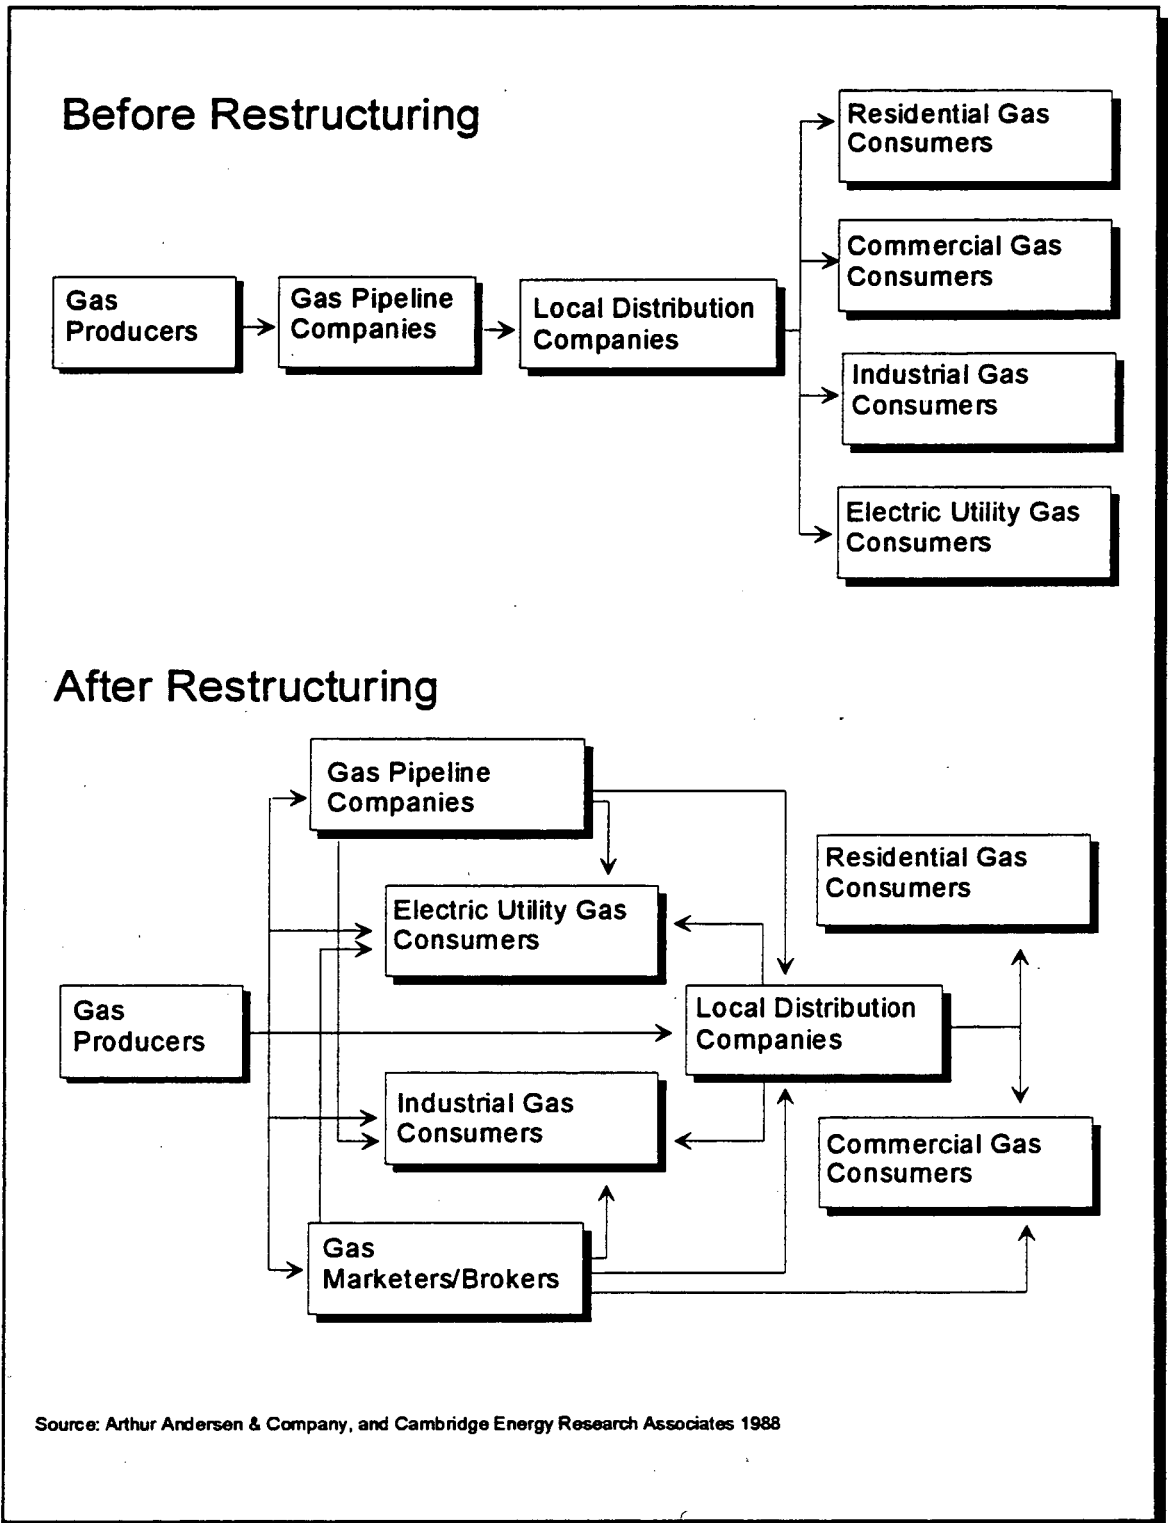 Before Restructuring
Gas
Producers
Gas Pipeline
Companies
Local Distribution
Companies
Residential Gas
Consumers
Commercial Gas
Consumers
Industrial Gas
Consumers
Electric Utility Gas
Consumers
After Restructuring
Gas Pipeline
Companies
Electric Utility Gas
Consumers
Residential Gas
Consumers
Gas
Producers
Local Distribution
Companies
Industrial Gas
Consumers
Commercial Gas
Consumers
Gas
Marketers/Brokers
Source: Arthur Andersen & Company, and Cambridge Energy Research Associates 1988